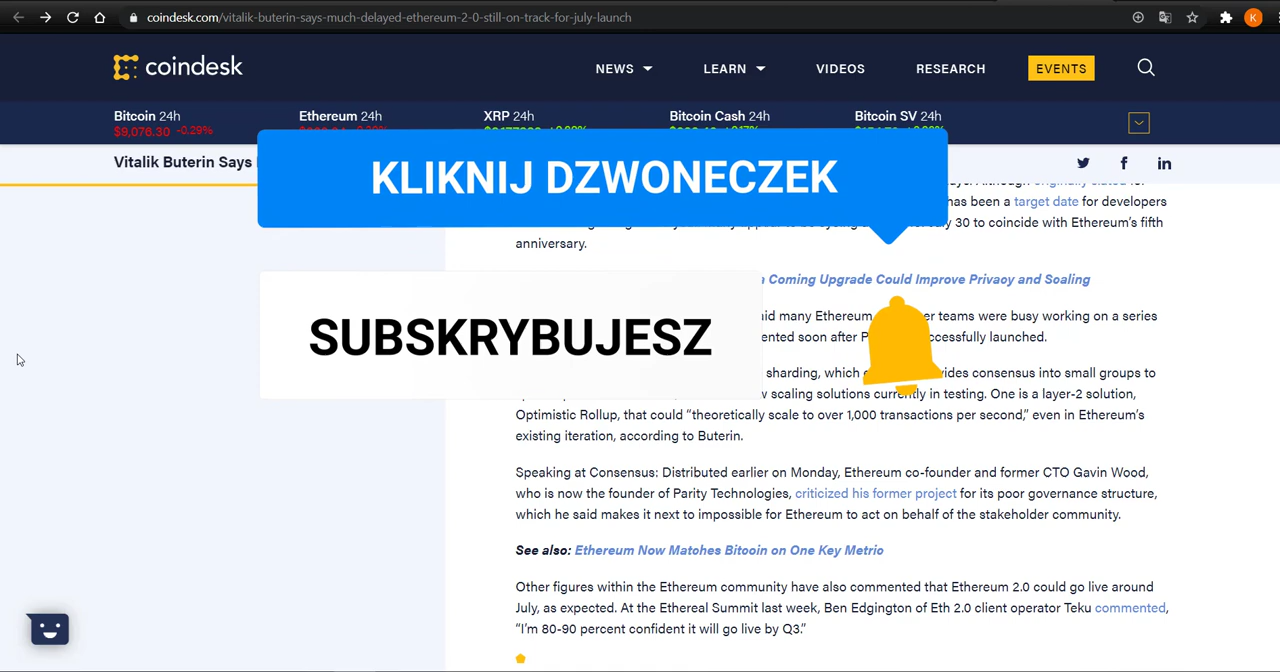 coindesk.com/vitalik-buterin-says-much-delayed-ethereum-2-0-still-on-track-for-july-launch
K
coindesk
NEWS
LEARN
VIDEOS
RESEARCH
EVENTS
Bitcoin 24h
Ethereum 24h
XRP 24h
Bitcoin Cash 24h
Bitcoin SV 24h
$9,076.30 -0.29%
Vitalik Buterin Says
KLIKNIJ DZWONECZEK
originally slated for
has been a target date for developers
30 to coincide with Ethereum's fifth
anniversary.
Coming Upgrade Could Improve Privacy and Scaling
SUBSKRYBUJESZ
many Ethereum
teams were busy working on a series
soon after
successfully launched.
sharding, which
consensus into small groups to
scaling solutions currently in testing. One is a layer-2 solution,
Optimistic Rollup, that could "theoretically scale to over 1,000 transactions per second," even in Ethereum's
existing iteration, according to Buterin.
Speaking at Consensus: Distributed earlier on Monday, Ethereum co-founder and former CTO Gavin Wood,
who is now the founder of Parity Technologies, criticized his former project for its poor governance structure,
which he said makes it next to impossible for Ethereum to act on behalf of the stakeholder community.
See also: Ethereum Now Matches Bitcoin on One Key Metric
Other figures within the Ethereum community have also commented that Ethereum 2.0 could go live around
July, as expected. At the Ethereal Summit last week, Ben Edgington of Eth 2.0 client operator Teku commented,
"I'm 80-90 percent confident it will go live by Q3."